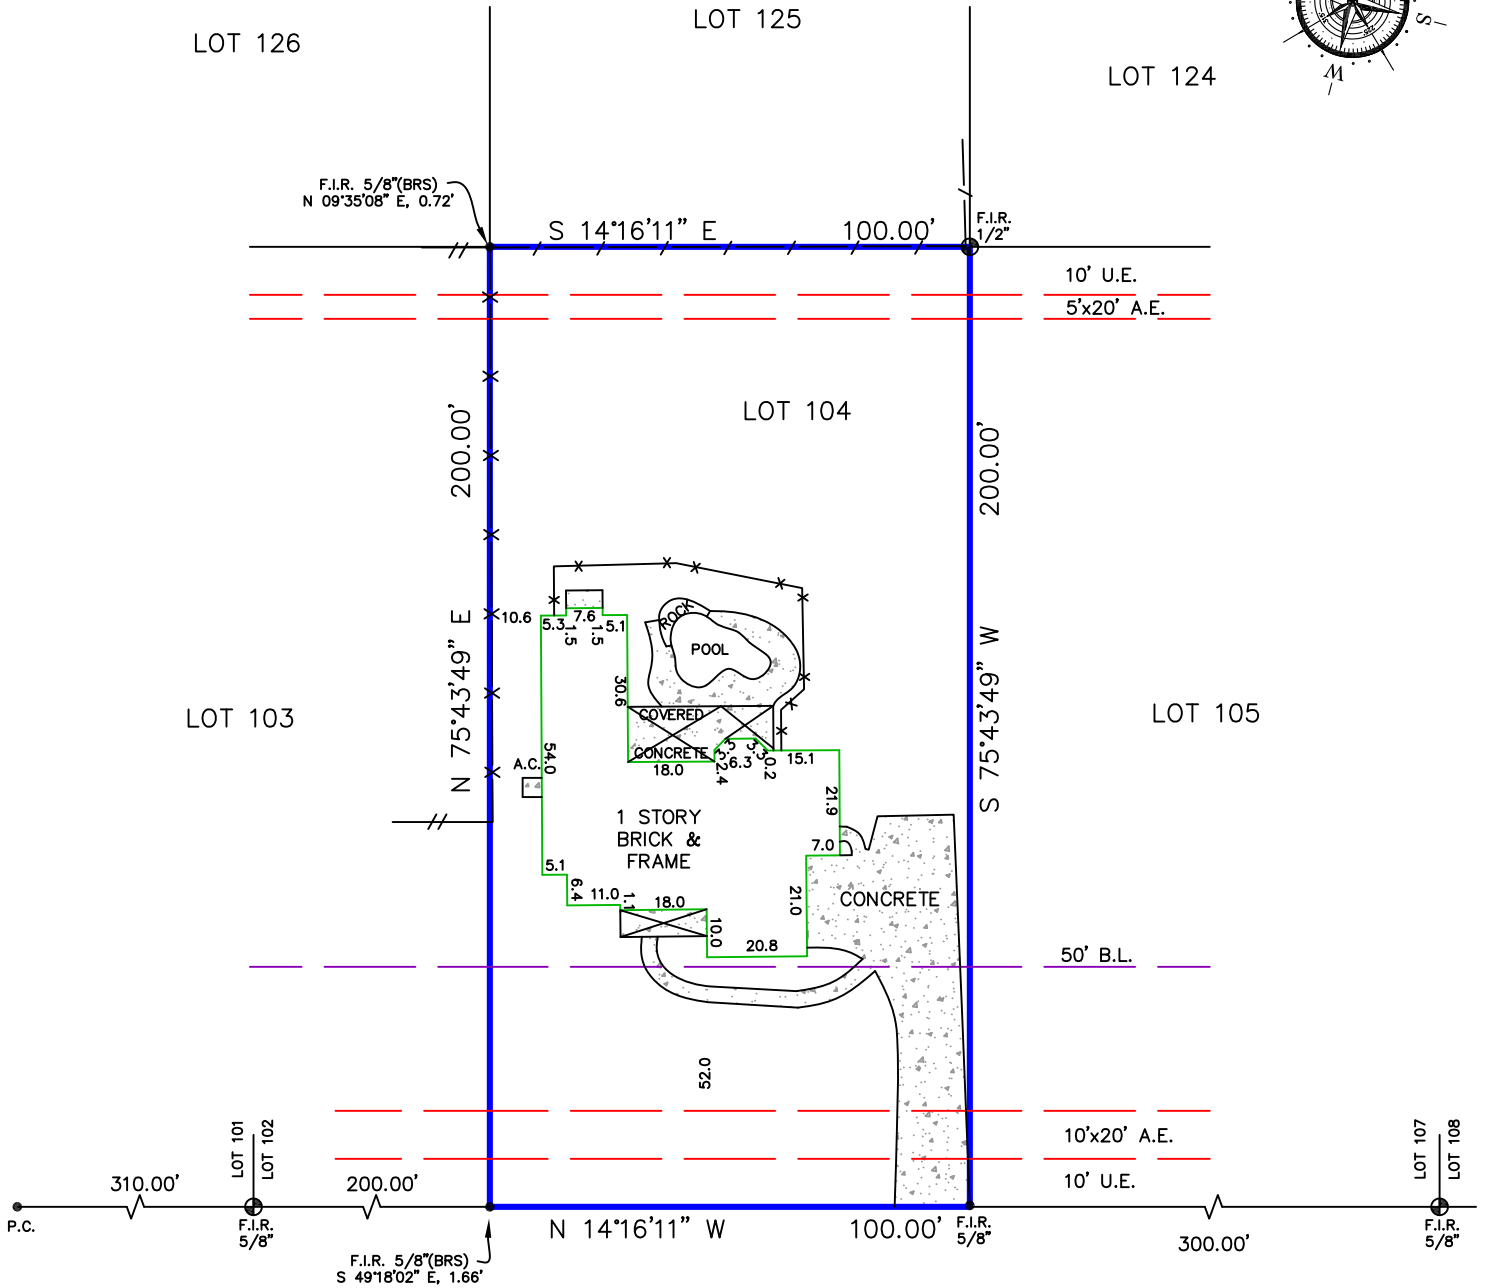 LOT 125
LOT 126
LOT 124
S
W
F.I.R. 5/8"(BRS)
N 09°35'08" E, 0.72'
S 14°16'11" E
100.00'
F.I.R.
1/2"
10' U.E.
5'x20' A.E.
LOT 104
200.00'
200.00'
N 75°43'49" E
S 75°43'49" W
10.6
5.3
1.5
7.6
1.5
5.1
ROCK
POOL
30.6
LOT 103
LOT 105
COVERED
CONCRETE
18.0
2.4
6.3
5.3
0.2
15.1
A.C.
54.0
21.9
1 STORY
BRICK &
FRAME
7.0
5.1
6.4
11.0
1.1
18.0
10.0
21.0
CONCRETE
20.8
50' B.L.
52.0
10'x20' A.E.
10' U.E.
LOT 101
LOT 102
LOT 107
LOT 108
310.00'
200.00'
P.C.
F.I.R.
5/8"
N 14°16'11" W
100.00'
F.I.R.
5/8"
300.00'
F.I.R.
5/8"
F.I.R. 5/8"(BRS)
S 49°18'02" E, 1.66'